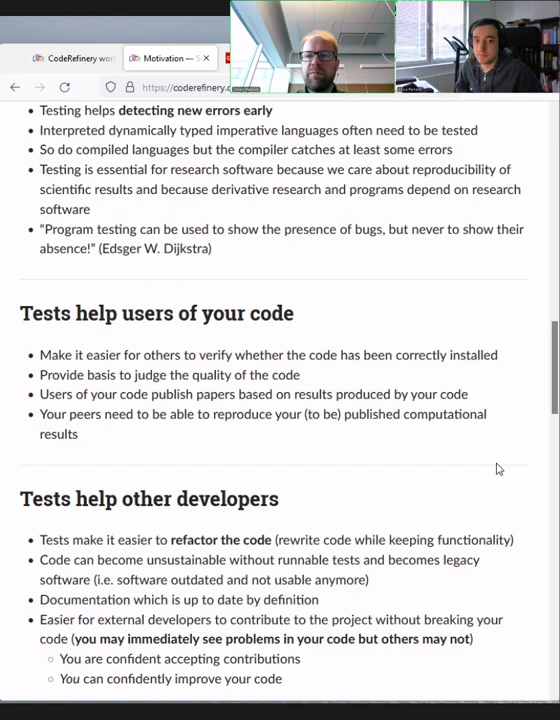 CodeRefinery wor
Motivation — S
https://coderefinery.c
Testing helps detecting new errors early
Interpreted dynamically typed imperative languages often need to be tested
So do compiled languages but the compiler catches at least some errors
Testing is essential for research software because we care about reproducibility of
scientific results and because derivative research and programs depend on research
software
“Program testing can be used to show the presence of bugs, but never to show their
absence!” (Edsger W. Dijkstra)
Tests help users of your code
Make it easier for others to verify whether the code has been correctly installed
Provide basis to judge the quality of the code
Users of your code publish papers based on results produced by your code
Your peers need to be able to reproduce your (to be) published computational
results
Tests help other developers
Tests make it easier to refactor the code (rewrite code while keeping functionality)
Code can become unsustainable without runnable tests and becomes legacy
software (i.e. software outdated and not usable anymore)
Documentation which is up to date by definition
Easier for external developers to contribute to the project without breaking your
code (you may immediately see problems in your code but others may not)
You are confident accepting contributions
You can confidently improve your code